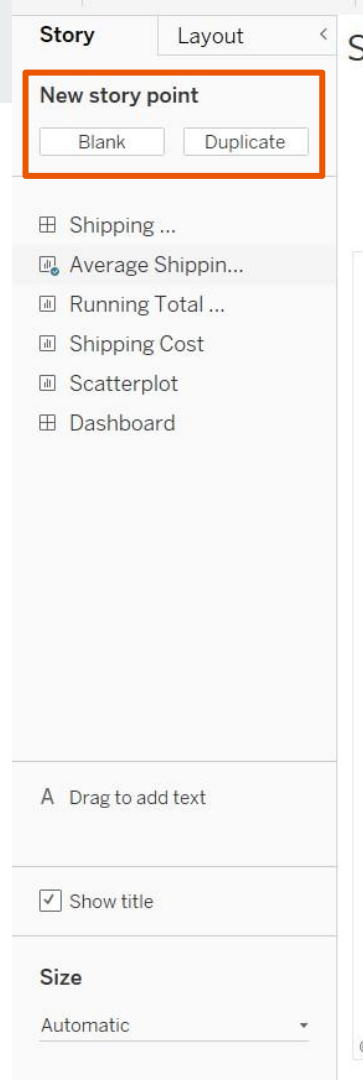 Story Layout <
S
New story point
Blank Duplicate
Shipping ...
Average Shippin...
Running Total ...
Shipping Cost
Scatterplot
Dashboard
A Drag to add text
Show title
Size
Automatic